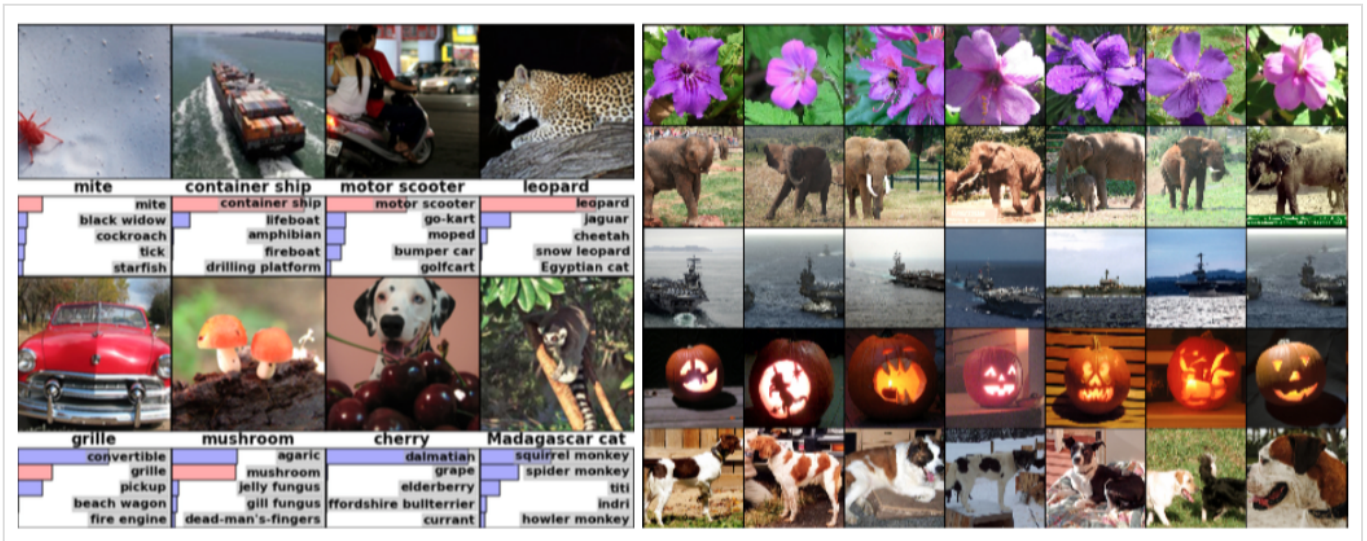 mite container ship motor scooter leopard
mite container ship motor scooter leopard
black widow lifeboat go-kart jaguar
cockroach amphibian moped cheetah
tick fireboat bumper car snow leopard
starfish drilling platform golfcart Egyptian cat
grille mushroom cherry Madagascar cat
convertible agaric dalmatian squirrel monkey
grille mushroom grape spider monkey
pickup jelly fungus elderberry titi
beach wagon gill fungus ffordshire bullterrier indri
fire engine dead-man's-fingers currant howler monkey